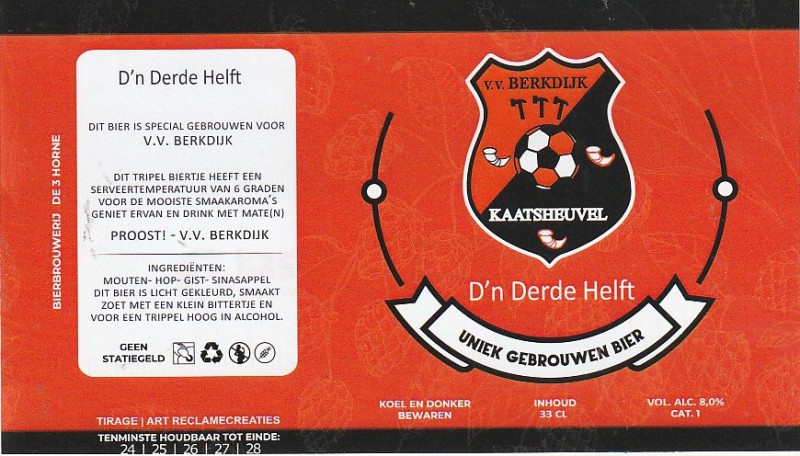 BIERBROUWERIJ DE 3 HORNE
D'n Derde Helft
DIT BIER IS SPECIAL GEBROUWEN VOOR
V.V. BERKDIJK
DIT TRIPEL BIERTJE HEEFT EEN
SERVEERTEMPERATUUR VAN 6 GRADEN
VOOR DE MOOISTE SMAAKAROMA'S
GENIET ERVAN EN DRINK MET MATE(N)
PROOST! - V.V. BERKDIJK
INGREDIËNTEN:
MOUTEN- HOP- GIST- SINASAPPEL
DIT BIER IS LICHT GEKLEURD, SMAAKT
ZOET MET EEN KLEIN BITTERTJE EN
VOOR EEN TRIPPEL HOOG IN ALCOHOL.
GEEN
STATIEGELD
TIRAGE | ART RECLAMECREATIES
TENMINSTE HOUDBAAR TOT EINDE:
24 | 25 | 26 | 27 | 28
V.V. BERKDIJK
TTT
KAATSHEUVEL
D'n Derde Helft
UNIEK GEBROUWEN BIER
KOEL EN DONKER
BEWAREN
INHOUD
33 CL
VOL. ALC. 8,0%
CAT. 1